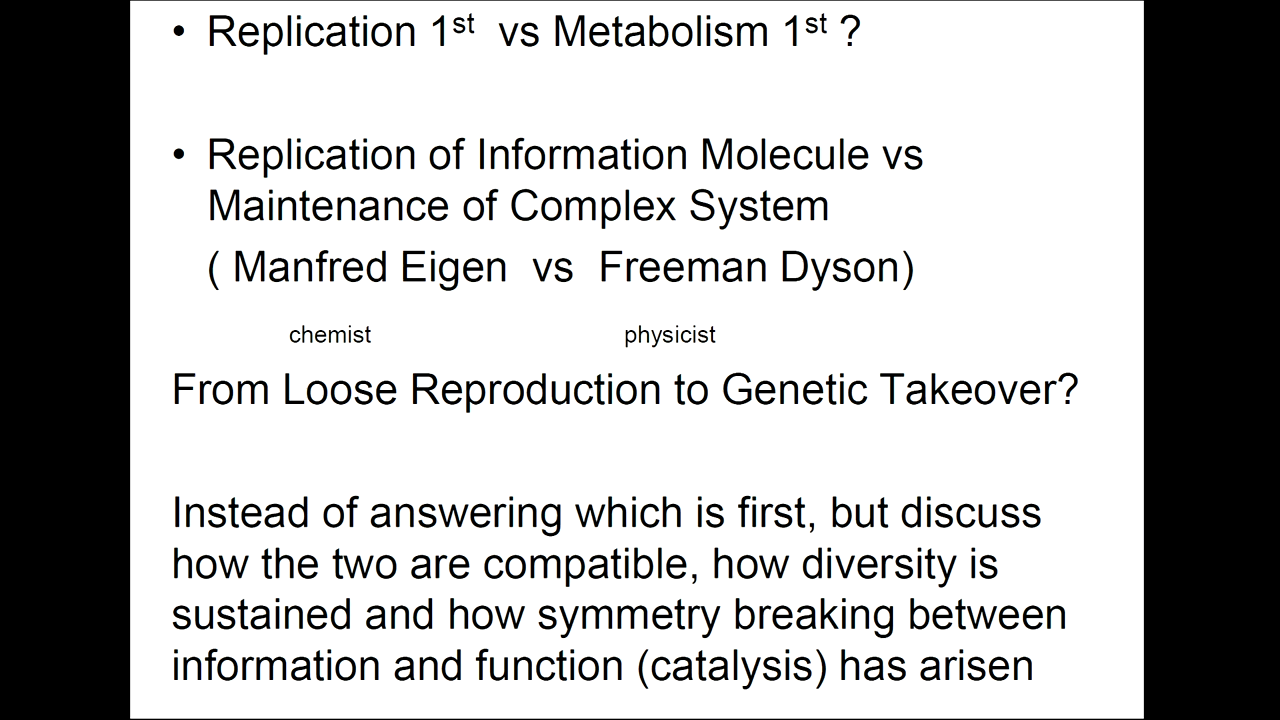 • Replication 1st vs Metabolism 1st ?
• Replication of Information Molecule vs
Maintenance of Complex System
( Manfred Eigen vs Freeman Dyson)
chemist physicist
From Loose Reproduction to Genetic Takeover?
Instead of answering which is first, but discuss
how the two are compatible, how diversity is
sustained and how symmetry breaking between
information and function (catalysis) has arisen